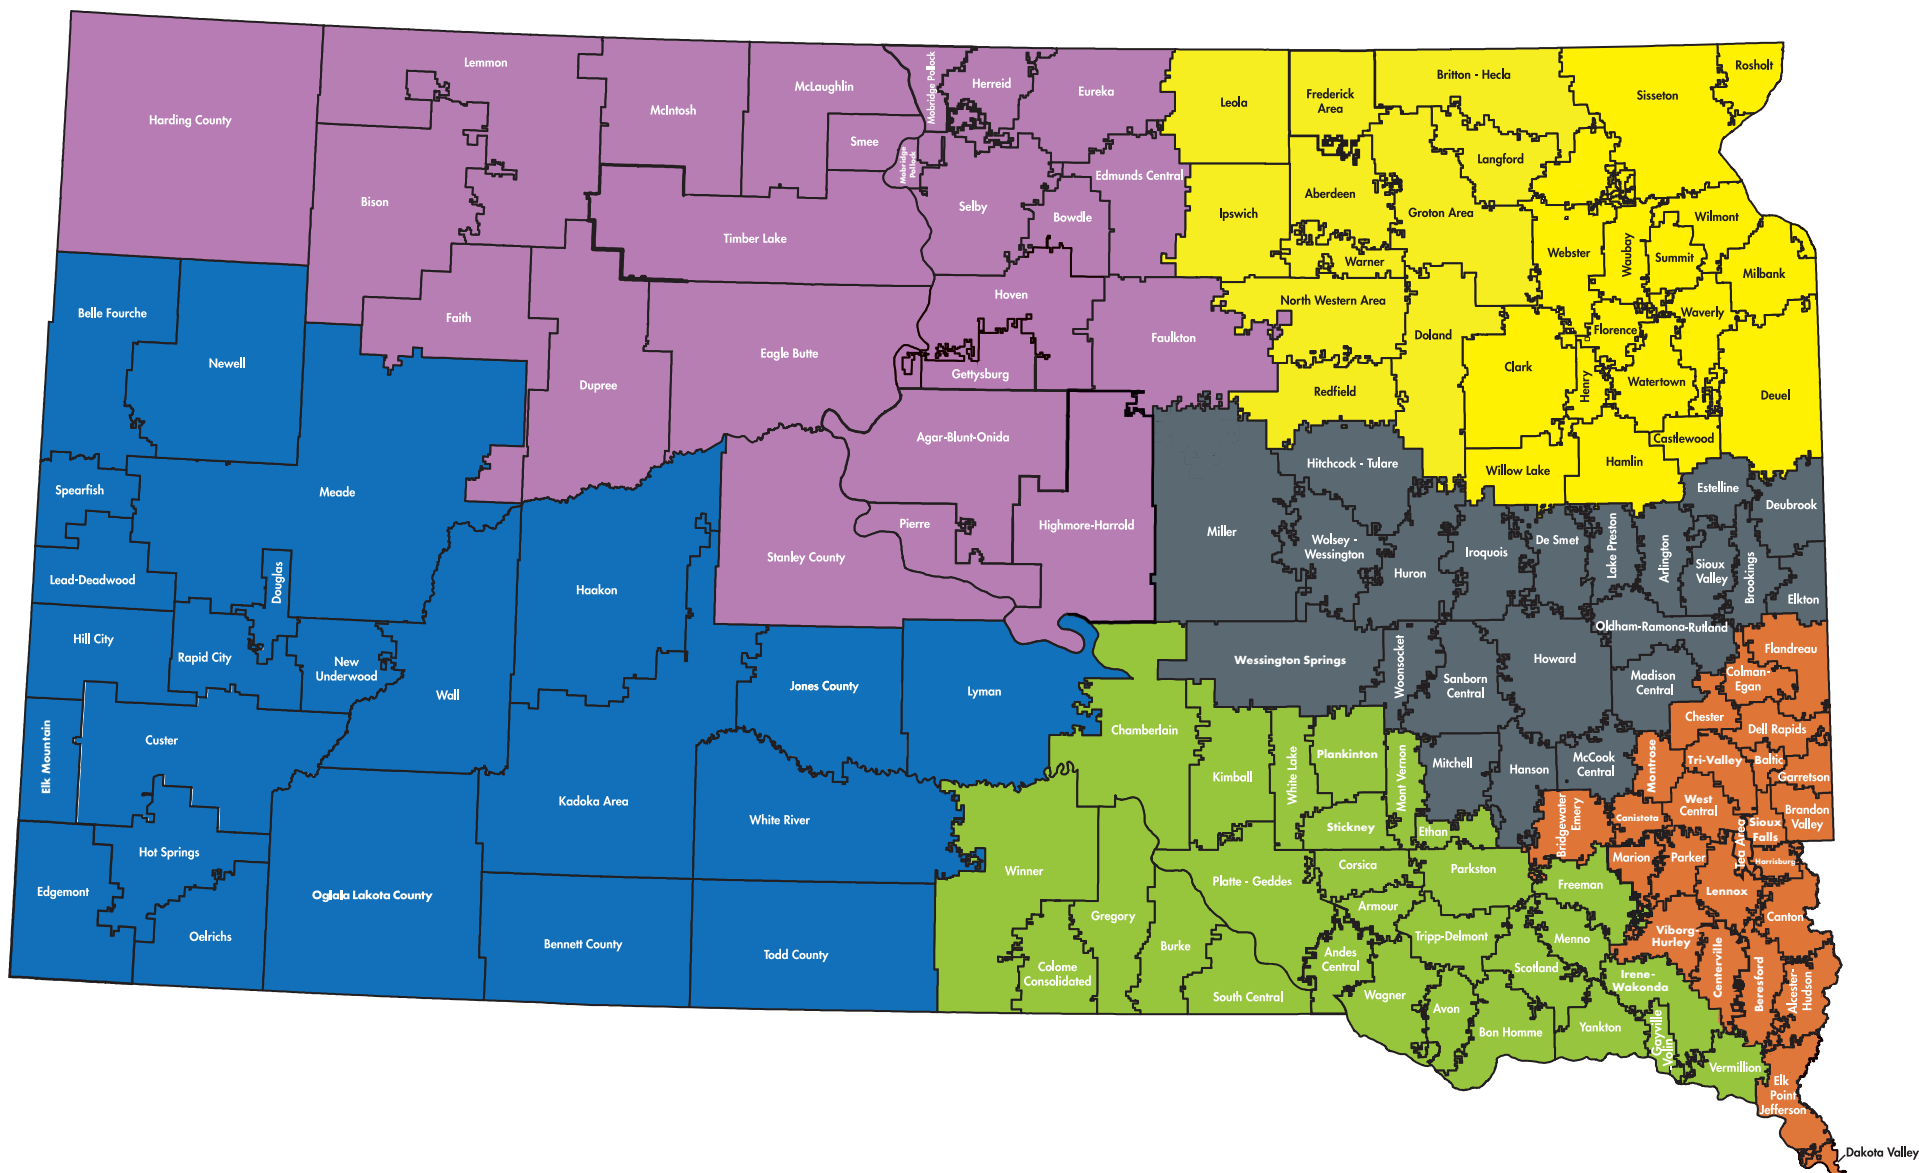 Harding County
Lemmon
McIntosh
McLaughlin
Smee
Mobridge Pollock
Mobridge
Pollock
Herreid
Eureka
Leola
Frederick
Area
Britton - Hecla
Sisseton
Rosholt
Langford
Bison
Timber Lake
Selby
Bowdle
Edmunds Central
Ipswich
Aberdeen
Groton Area
Warner
Webster
Waubay
Summit
Wilmont
Milbank
Belle Fourche
Newell
Faith
Dupree
Eagle Butte
Hoven
Gettysburg
Faulkton
North Western Area
Redfield
Doland
Clark
Florence
Henry
Waverly
Watertown
Castlewood
Deuel
Spearfish
Meade
Agar-Blunt-Onida
Pierre
Highmore-Harrold
Stanley County
Miller
Hitchcock - Tulare
Wolsey -
Wessington
Huron
Iroquois
Willow Lake
Hamlin
De Smet
Lake Preston
Arlington
Estelline
Sioux
Valley
Brookings
Deubrook
Elkton
Lead-Deadwood
Douglas
Hill City
Rapid City
New
Underwood
Wall
Haakon
Jones County
Lyman
Chamberlain
Wessington Springs
Woonsocket
Sanborn
Central
Howard
Oldham-Ramona-Rutland
Madison
Central
Flandreau
Colman-
Egan
Elk Mountain
Custer
Kadoka Area
White River
Kimball
White Lake
Plankinton
Mont Vernon
Mitchell
Hanson
McCook
Central
Montrose
Chester
Dell Rapids
Tri-Valley
Baltic
Garretson
Stickney
Ethan
Bridgewater
Emery
Canistota
West
Central
Brandon
Valley
Sioux
Falls
Tea Area
Harrisburg
Edgemont
Hot Springs
Oelrichs
Oglala Lakota County
Bennett County
Todd County
Winner
Colome
Consolidated
Gregory
Burke
Platte - Geddes
South Central
Corsica
Armour
Andes
Central
Parkston
Tripp-Delmont
Freeman
Menno
Scotland
Marion
Parker
Lennox
Canton
Viborg-
Hurley
Centerville
Beresford
Alcester-
Hudson
Irene-
Wakonda
Wagner
Avon
Bon Homme
Yankton
Gayville
Volin
Vermillion
Elk
Point
Jefferson
Dakota Valley